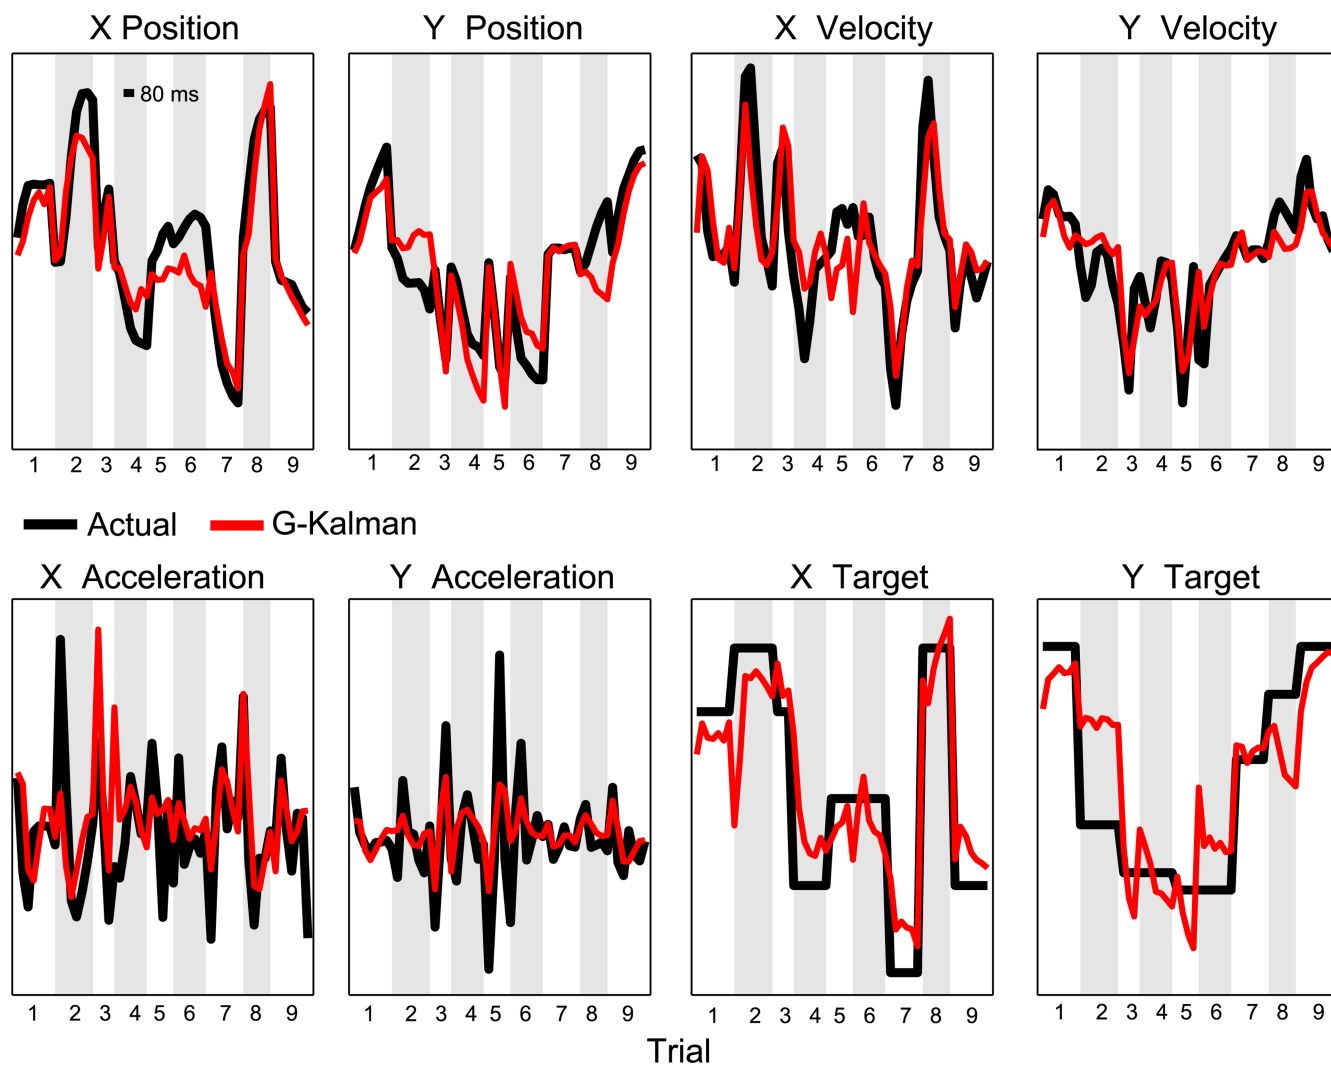 X Position
Y Position
X Velocity
Y Velocity
80 ms
1 2 3 4 5 6 7 8 9
1 2 3 4 5 6 7 8 9
1 2 3 4 5 6 7 8 9
1 2 3 4 5 6 7 8 9
Actual
G-Kalman
X Acceleration
Y Acceleration
X Target
Y Target
1 2 3 4 5 6 7 8 9
1 2 3 4 5 6 7 8 9
1 2 3 4 5 6 7 8 9
1 2 3 4 5 6 7 8 9
Trial